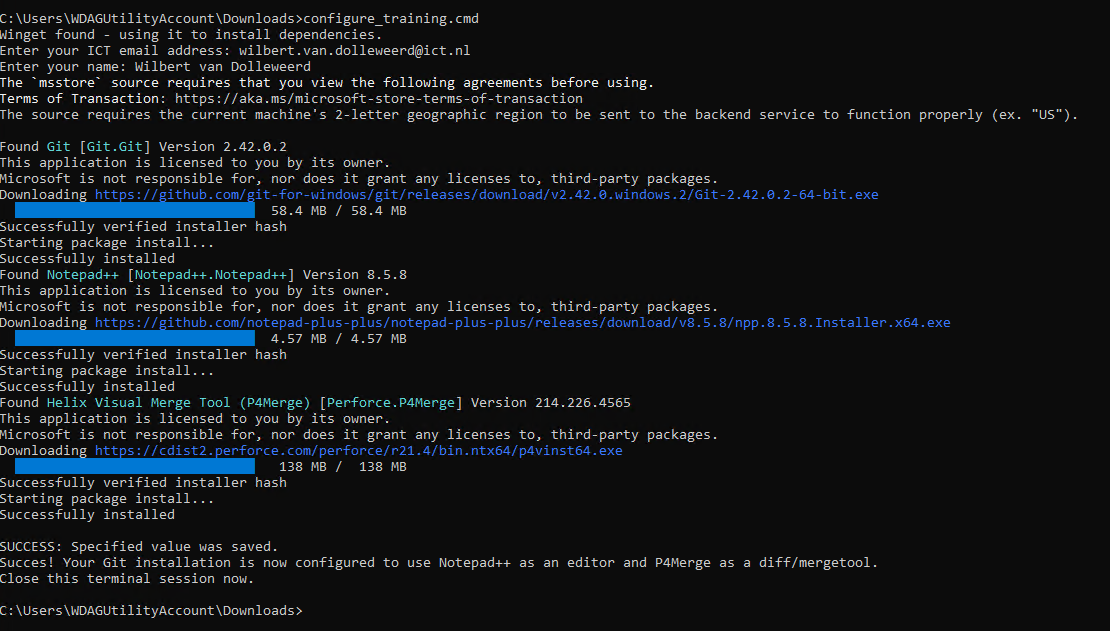 C:\Users\WDAGUtilityAccount\Downloads>configure_training.cmd
Winget found - using it to install dependencies.
Enter your ICT email address: wilbert.van.dolleweerd@ict.nl
Enter your name: Wilbert van Dolleweerd
The `msstore` source requires that you view the following agreements before using.
Terms of Transaction: https://aka.ms/microsoft-store-terms-of-transaction
The source requires the current machine's 2-letter geographic region to be sent to the backend service to function properly (ex. "US").
Found Git [Git.Git] Version 2.42.0.2
This application is licensed to you by its owner.
Microsoft is not responsible for, nor does it grant any licenses to, third-party packages.
Downloading https://github.com/git-for-windows/git/releases/download/v2.42.0.windows.2/Git-2.42.0.2-64-bit.exe
58.4 MB / 58.4 MB
Successfully verified installer hash
Starting package install...
Successfully installed
Found Notepad++ [Notepad++.Notepad++] Version 8.5.8
This application is licensed to you by its owner.
Microsoft is not responsible for, nor does it grant any licenses to, third-party packages.
Downloading https://github.com/notepad-plus-plus/notepad-plus-plus/releases/download/v8.5.8/npp.8.5.8.Installer.x64.exe
4.57 MB / 4.57 MB
Successfully verified installer hash
Starting package install...
Successfully installed
Found Helix Visual Merge Tool (P4Merge) [Perforce.P4Merge] Version 214.226.4565
This application is licensed to you by its owner.
Microsoft is not responsible for, nor does it grant any licenses to, third-party packages.
Downloading https://cdist2.perforce.com/perforce/r21.4/bin.ntx64/p4vinst64.exe
138 MB / 138 MB
Successfully verified installer hash
Starting package install...
Successfully installed
SUCCESS: Specified value was saved.
Succes! Your Git installation is now configured to use Notepad++ as an editor and P4Merge as a diff/mergetool.
Close this terminal session now.
C:\Users\WDAGUtilityAccount\Downloads>